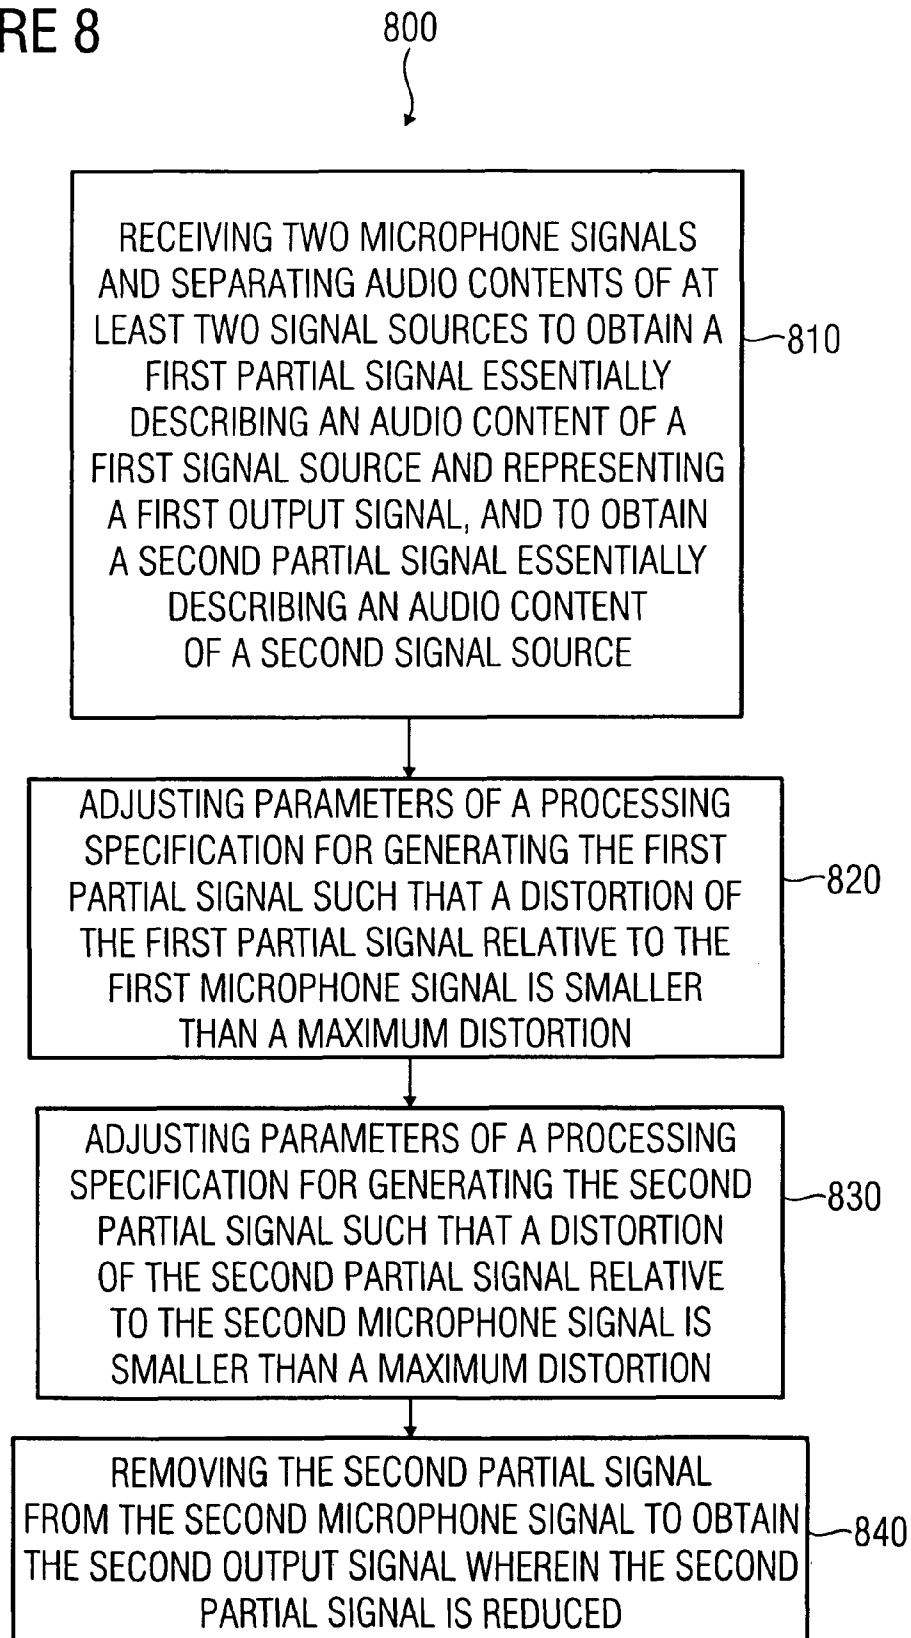 RE 8
800
RECEIVING TWO MICROPHONE SIGNALS
AND SEPARATING AUDIO CONTENTS OF AT
LEAST TWO SIGNAL SOURCES TO OBTAIN A
FIRST PARTIAL SIGNAL ESSENTIALLY
DESCRIBING AN AUDIO CONTENT OF A
FIRST SIGNAL SOURCE AND REPRESENTING
A FIRST OUTPUT SIGNAL, AND TO OBTAIN
A SECOND PARTIAL SIGNAL ESSENTIALLY
DESCRIBING AN AUDIO CONTENT
OF A SECOND SIGNAL SOURCE
810
ADJUSTING PARAMETERS OF A PROCESSING
SPECIFICATION FOR GENERATING THE FIRST
PARTIAL SIGNAL SUCH THAT A DISTORTION OF
THE FIRST PARTIAL SIGNAL RELATIVE TO THE
FIRST MICROPHONE SIGNAL IS SMALLER
THAN A MAXIMUM DISTORTION
820
ADJUSTING PARAMETERS OF A PROCESSING
SPECIFICATION FOR GENERATING THE SECOND
PARTIAL SIGNAL SUCH THAT A DISTORTION
OF THE SECOND PARTIAL SIGNAL RELATIVE
TO THE SECOND MICROPHONE SIGNAL IS
SMALLER THAN A MAXIMUM DISTORTION
830
REMOVING THE SECOND PARTIAL SIGNAL
FROM THE SECOND MICROPHONE SIGNAL TO OBTAIN
THE SECOND OUTPUT SIGNAL WHEREIN THE SECOND
PARTIAL SIGNAL IS REDUCED
840